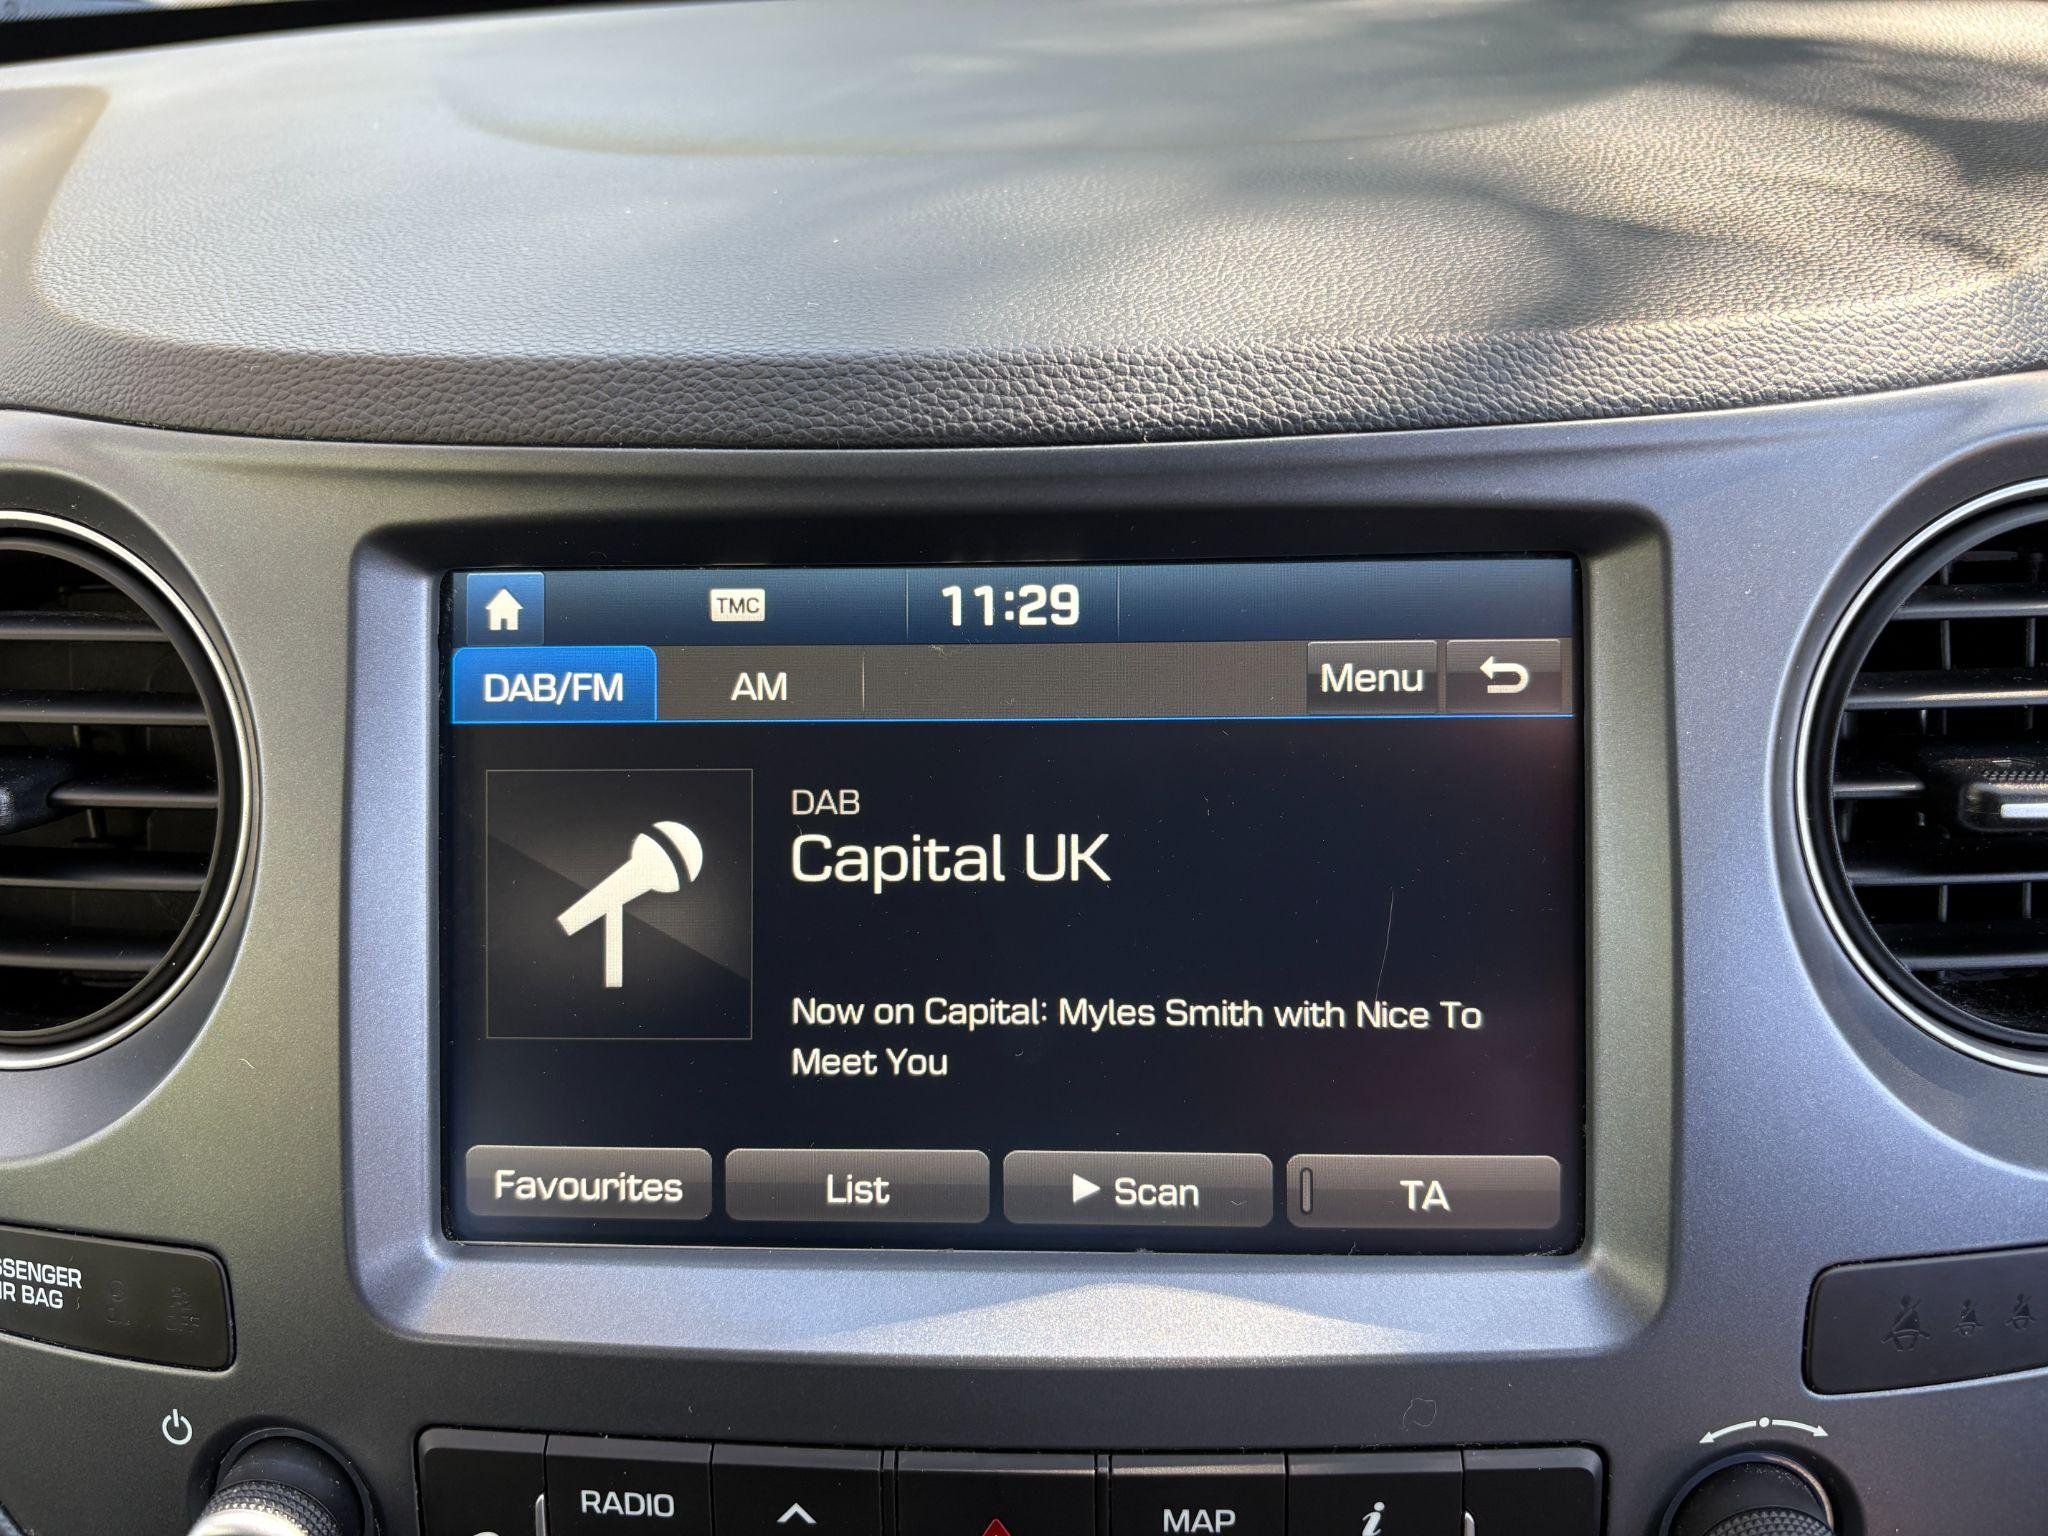 TMC
11:29
DAB/FM
AM
Menu
DAB
Capital UK
Now on Capital: Myles Smith with Nice To
Meet You
Favourites
List
Scan
TA
SSENGER
IR BAG
RADIO
MAP
i